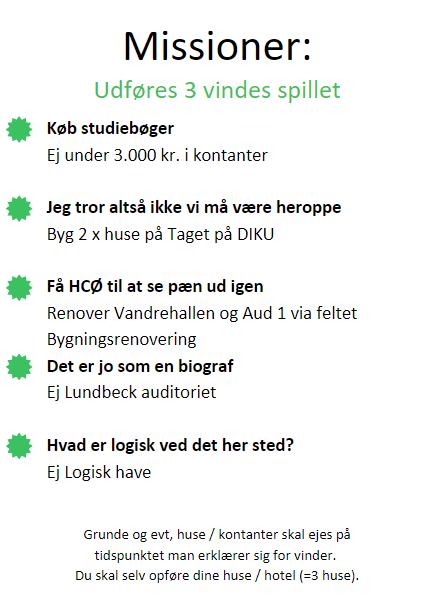 Missioner:
Udføres 3 vindes spillet
Køb studiebøger
Ej under 3.000 kr. i kontanter
Jeg tror altså ikke vi må være heroppe
Byg 2 x huse på Taget på DIKU
Få HCØ til at se pæn ud igen
Renover Vandrehallen og Aud 1 via feltet
Bygningsrenovering
Det er jo som en biograf
Ej Lundbeck auditoriet
Hvad er logisk ved det her sted?
Ej Logisk have
Grunde og evt, huse / kontanter skal ejes på
tidspunktet man erklærer sig for vinder.
Du skal selv opføre dine huse / hotel (=3 huse).